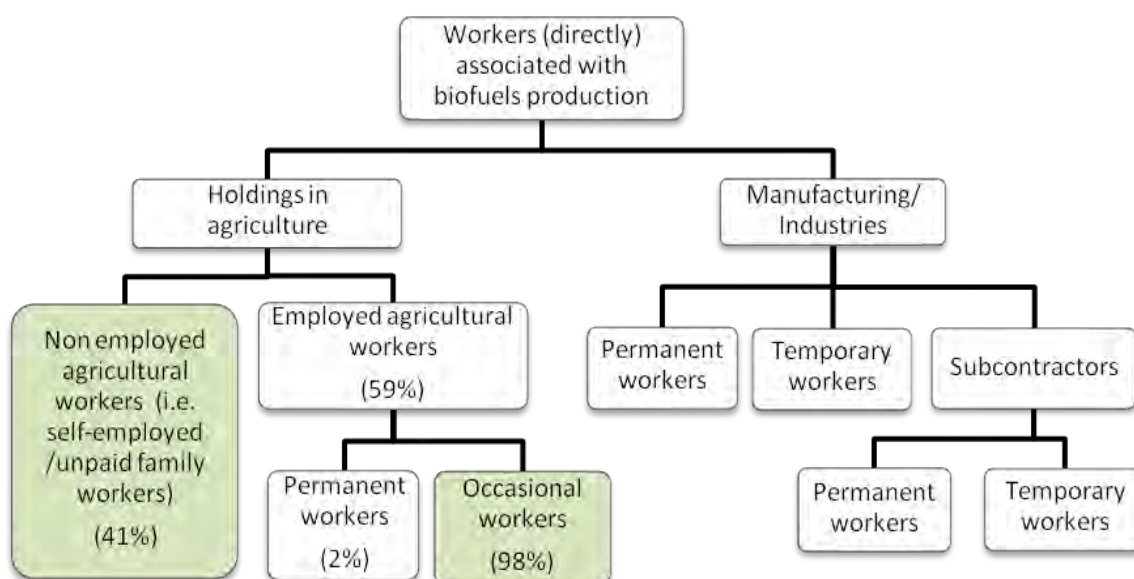 Workers (directly)
associated with
biofuels production
Holdings in
agriculture
Manufacturing/
Industries
Non employed
agricultural
workers (i.e.
self-employed
/unpaid family
workers)
(41%)
Employed agricultural
workers
(59%)
Permanent
workers
Temporary
workers
Subcontractors
Permanent
workers
(2%)
Occasional
workers
(98%)
Permanent
workers
Temporary
workers